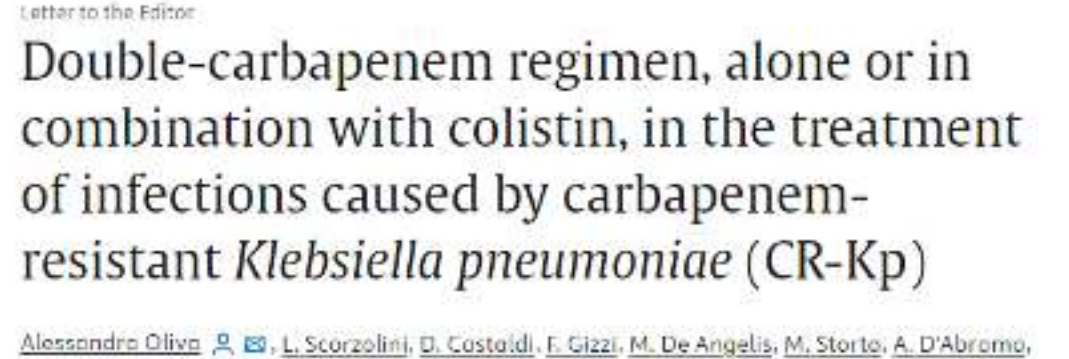 Letter to the Editor
Double-carbapenem regimen, alone or in
combination with colistin, in the treatment
of infections caused by carbapenem-
resistant Klebsiella pneumoniae (CR-Kp)
Alessandra Oliva, L. Scorzolini, D. Castaldi, F. Gizzi, M. De Angelis, M. Storto, A. D'Abramo,